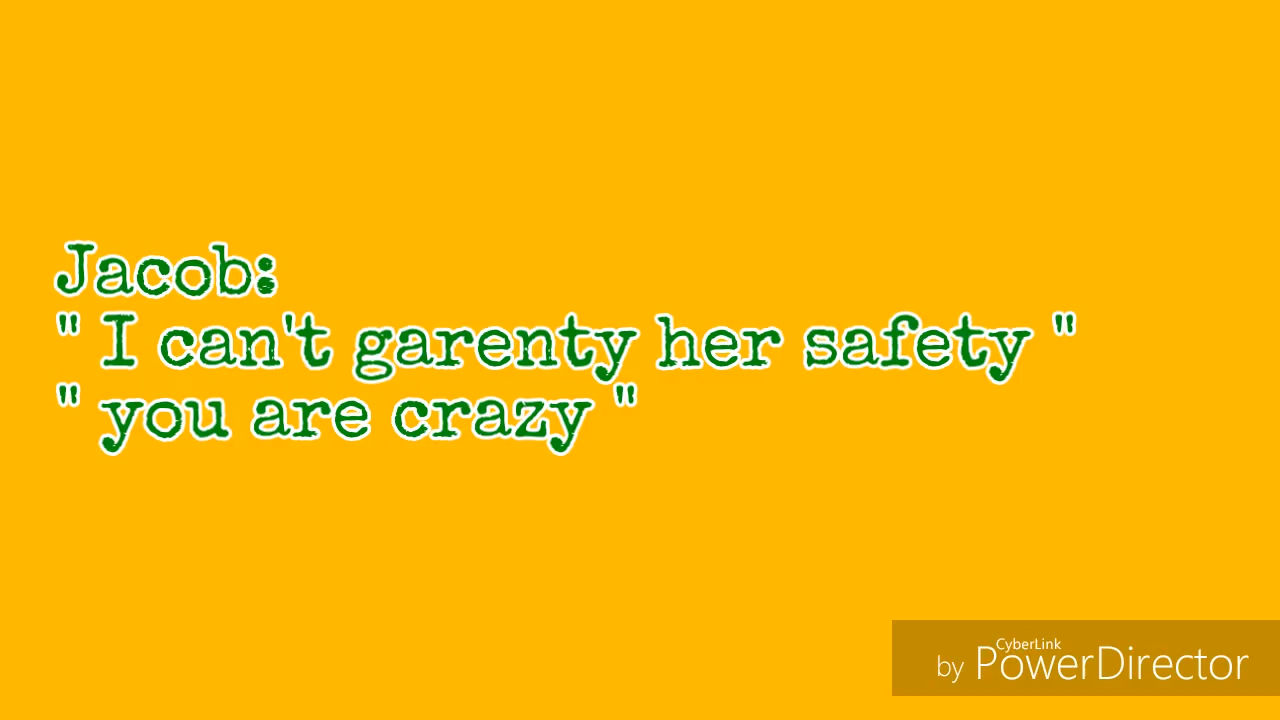 Jacob:
" I can't garenty her safety "
" you are crazy "
CyberLink
by PowerDirector